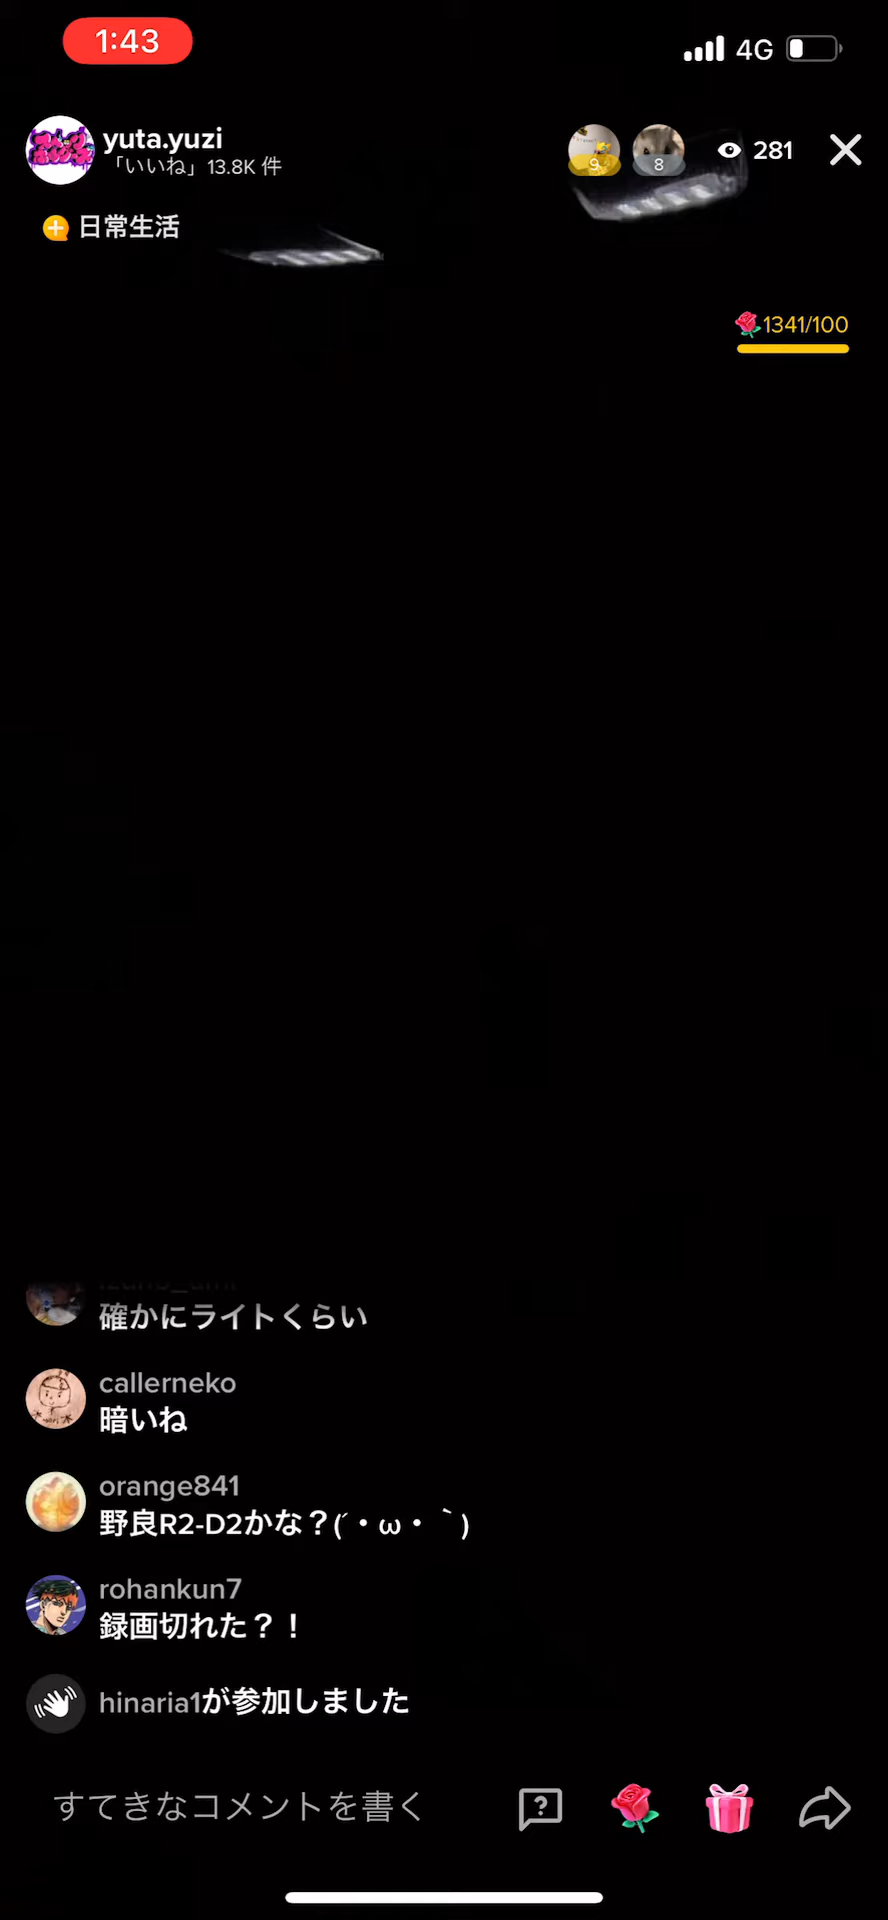 1:43
4G
yuta.yuzi
「いいね」13.8K 件
9
8
281
日常生活
1341/100
確かにライトくらい
callerneko
暗いね
orange841
野良R2-D2かな？(´・ω・｀)
rohankun7
録画切れた？！
hinaria1が参加しました
すてきなコメントを書く